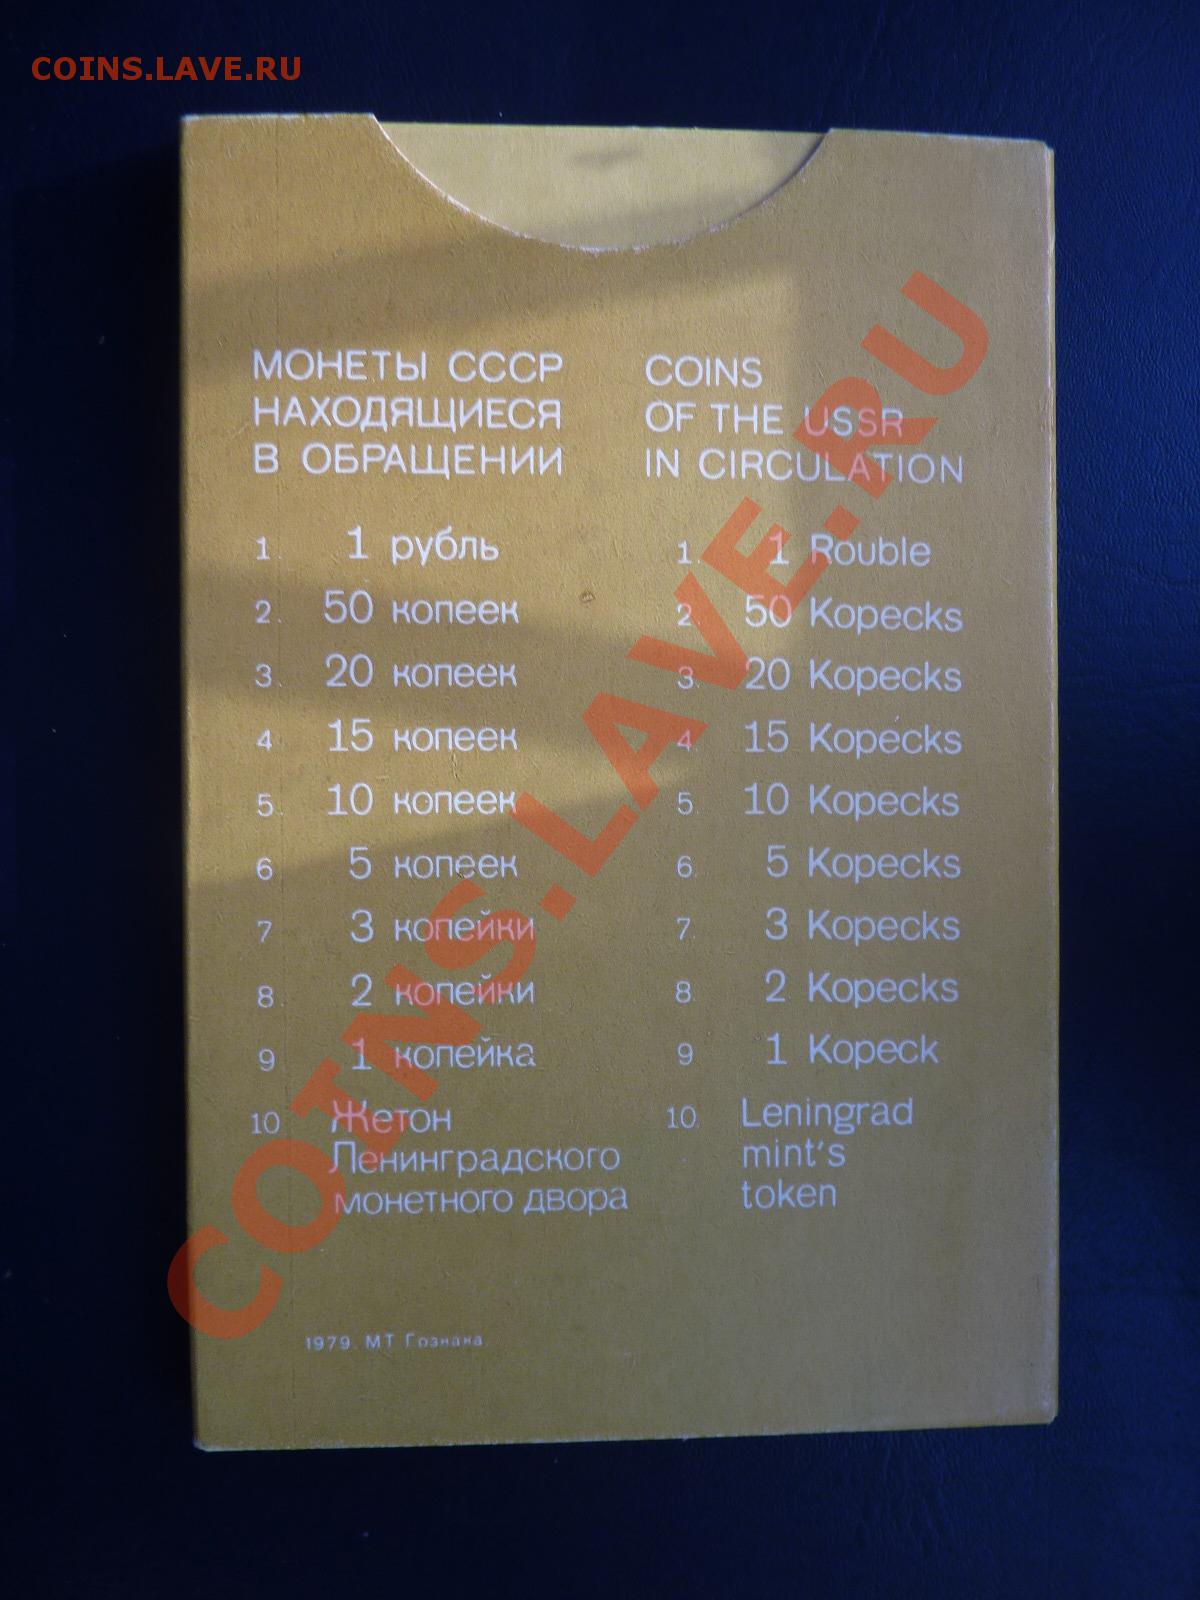 COINS.LAVE.RU
МОНЕТЫ СССР
НАХОДЯЩИЕСЯ
В ОБРАЩЕНИИ
1. 1 рубль
2. 50 копеек
3. 20 копеек
4 15 копеек
5. 10 копеек
6 5 копеек
7 3 копейки
8 2 копейки
9 1 копейка
10 Жетон
Ленинградского
монетного двора
COINS
OF THE USSR
IN CIRCULATION
1. 1 Rouble
2 50 Kopecks
3. 20 Kopecks
4. 15 Kopecks
5. 10 Kopecks
6. 5 Kopecks
7. 3 Kopecks
8. 2 Kopecks
9 1 Kopeck
10. Leningrad
mint's
token
1979. МТ Гознака.
COINS.LAVE.RU